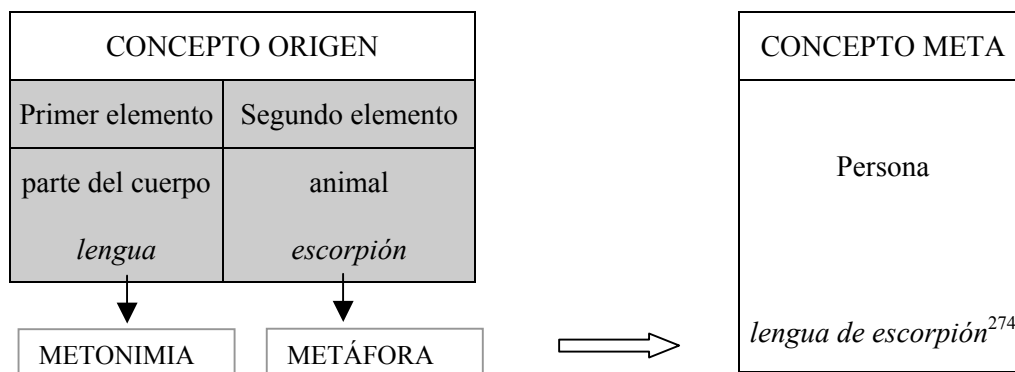 CONCEPTO ORIGEN
Primer elemento
Segundo elemento
parte del cuerpo
animal
lengua
escorpión
METONIMIA
METÁFORA
CONCEPTO META
Persona
lengua de escorpión274